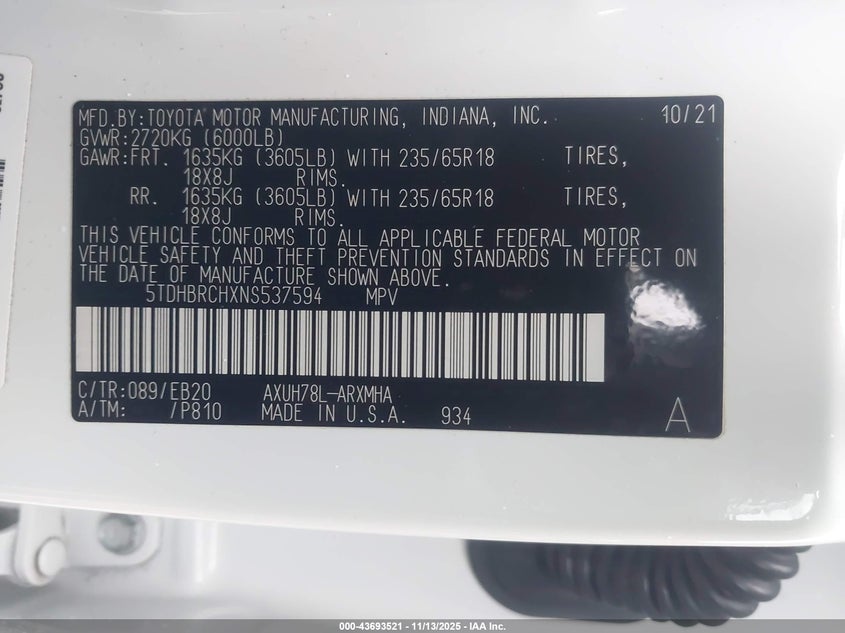 MFD.BY:TOYOTA MOTOR MANUFACTURING, INDIANA, INC. 10/21
GVWR:2720KG (6000LB)
GAWR:FRT. 1635KG (3605LB) WITH 235/65R18 TIRES,
18X8J RIMS.
RR. 1635KG (3605LB) WITH 235/65R18 TIRES,
18X8J RIMS.
THIS VEHICLE CONFORMS TO ALL APPLICABLE FEDERAL MOTOR
VEHICLE SAFETY AND THEFT PREVENTION STANDARDS IN EFFECT ON
THE DATE OF MANUFACTURE SHOWN ABOVE.
5TDHBRCHXNS537594 MPV
C/TR:089/EB20 AXUH78L-ARXMHA
A/TM: /P810 MADE IN U.S.A. 934 A
000-43693521 - 11/13/2025 - IAA Inc.